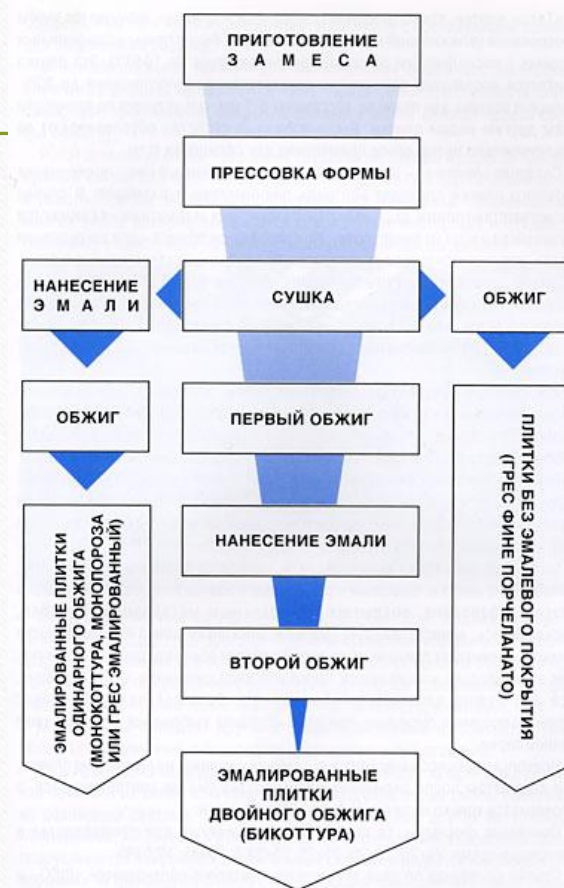 ПРИГОТОВЛЕНИЕ
ЗАМЕСА
ПРЕССОВКА ФОРМЫ
НАНЕСЕНИЕ
ЭМАЛИ
СУШКА
ОБЖИГ
ОБЖИГ
ПЕРВЫЙ ОБЖИГ
НАНЕСЕНИЕ ЭМАЛИ
ВТОРОЙ ОБЖИГ
ЭМАЛИРОВАННЫЕ ПЛИТКИ
ОДИНАРНОГО ОБЖИГА
(МОНОКОТТУРА, МОНОПОРОЗА
ИЛИ ГРЕС ЭМАЛИРОВАННЫЙ)
ЭМАЛИРОВАННЫЕ
ПЛИТКИ
ДВОЙНОГО ОБЖИГА
(БИКОТТУРА)
ПЛИТКИ БЕЗ ЭМАЛЕВОГО ПОКРЫТИЯ
(ГРЕС ФИНЕ ПОРЧЕЛАНАТО)